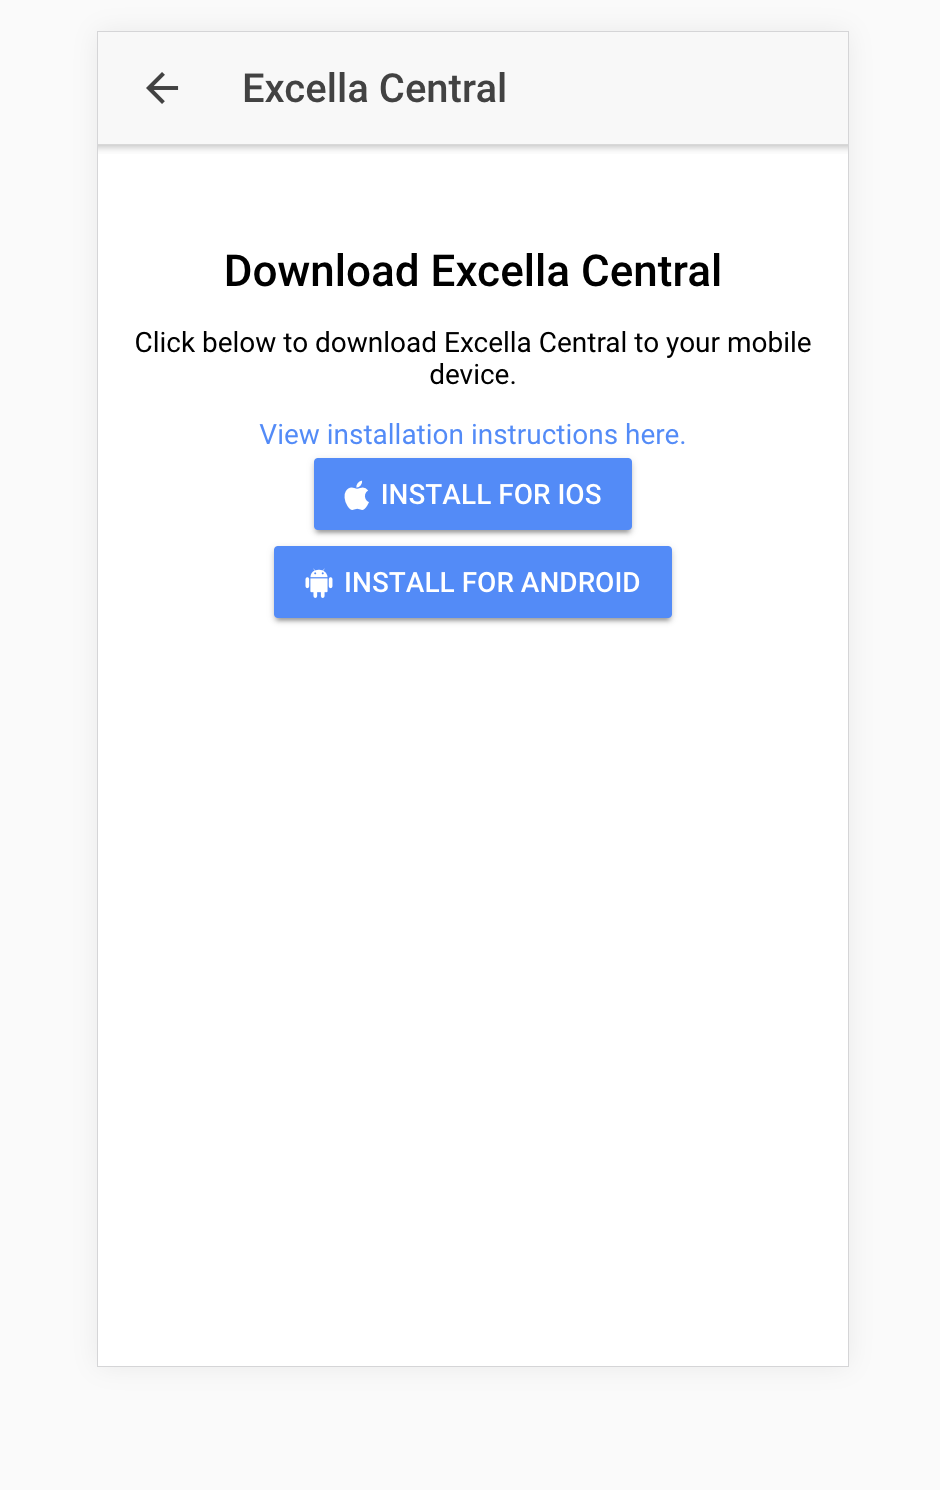 Excella Central
Download Excella Central
Click below to download Excella Central to your mobile
device.
View installation instructions here.
INSTALL FOR IOS
INSTALL FOR ANDROID